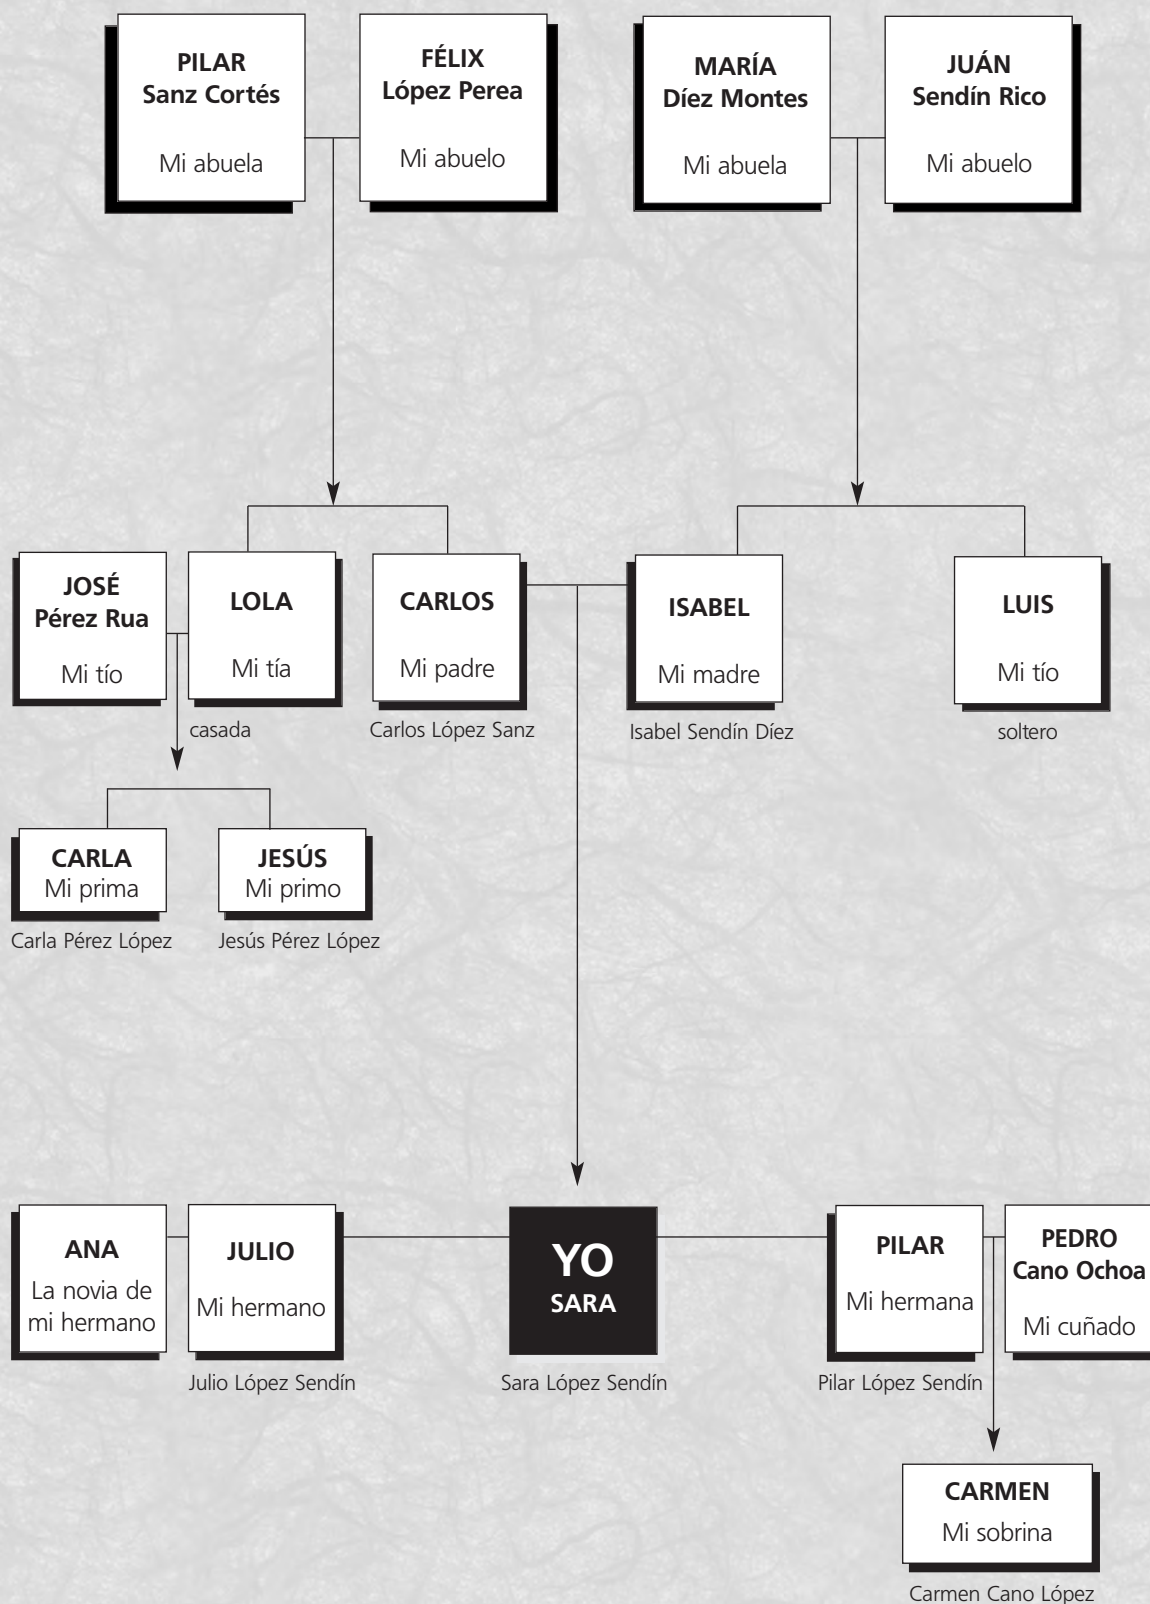 PILAR
Sanz Cortés
Mi abuela
FÉLIX
López Perea
Mi abuelo
MARÍA
Díez Montes
Mi abuela
JUÁN
Sendín Rico
Mi abuelo
JOSÉ
Pérez Rua
Mi tío
LOLA
Mi tía
casada
CARLOS
Mi padre
Carlos López Sanz
ISABEL
Mi madre
Isabel Sendín Díez
LUIS
Mi tío
soltero
CARLA
Mi prima
Carla Pérez López
JESÚS
Mi primo
Jesús Pérez López
ANA
La novia de
mi hermano
JULIO
Mi hermano
Julio López Sendín
YO
SARA
Sara López Sendín
PILAR
Mi hermana
Pilar López Sendín
PEDRO
Cano Ochoa
Mi cuñado
CARMEN
Mi sobrina
Carmen Cano López